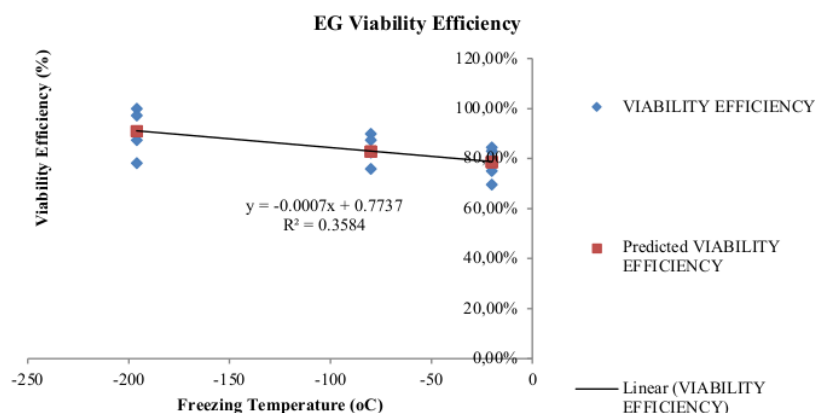 EG Viability Efficiency
Viability Efficiency (%)
120,00%
100,00%
80,00%
60,00%
40,00%
20,00%
0,00%
y = -0.0007x + 0.7737
R² = 0.3584
-250
-200
-150
-100
-50
0
Freezing Temperature (oC)
VIABILITY EFFICIENCY
Predicted VIABILITY
EFFICIENCY
Linear (VIABILITY
EFFICIENCY)